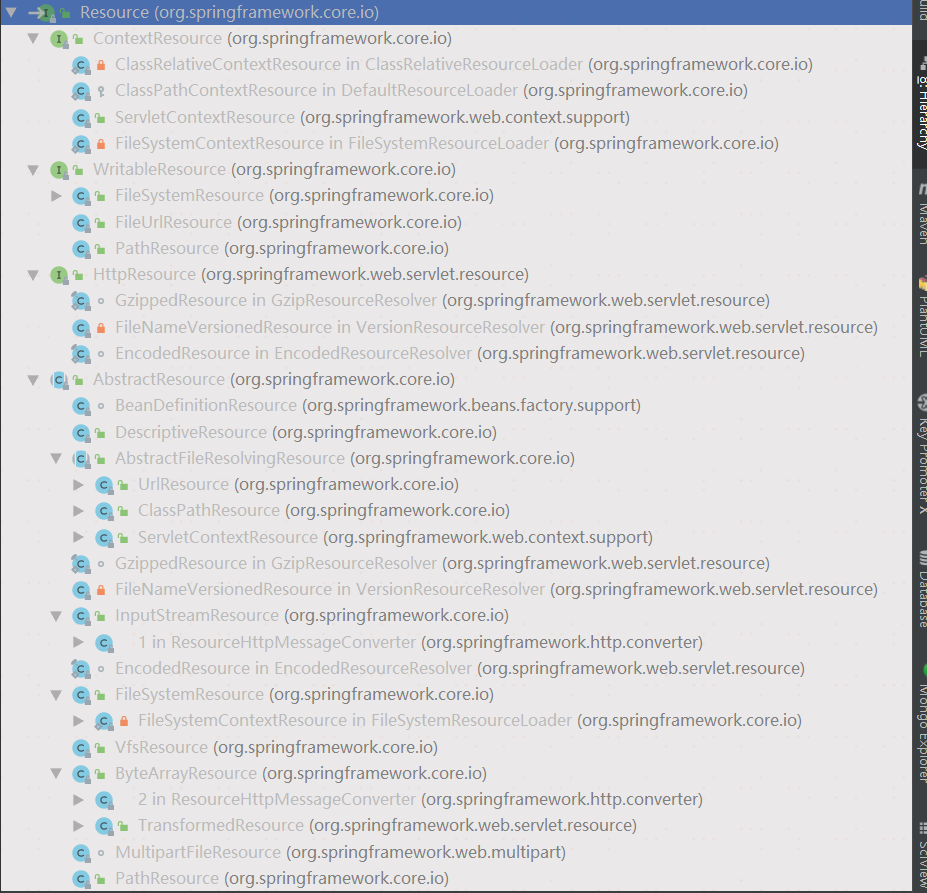 Resource (org.springframework.core.io)
ContextResource (org.springframework.core.io)
ClassRelativeContextResource in ClassRelativeResourceLoader (org.springframework.core.io)
ClassPathContextResource in DefaultResourceLoader (org.springframework.core.io)
ServletContextResource (org.springframework.web.context.support)
FileSystemContextResource in FileSystemResourceLoader (org.springframework.core.io)
WritableResource (org.springframework.core.io)
FileSystemResource (org.springframework.core.io)
FileUrlResource (org.springframework.core.io)
PathResource (org.springframework.core.io)
HttpResource (org.springframework.web.servlet.resource)
GzippedResource in GzipResourceResolver (org.springframework.web.servlet.resource)
FileNameVersionedResource in VersionResourceResolver (org.springframework.web.servlet.resource)
EncodedResource in EncodedResourceResolver (org.springframework.web.servlet.resource)
AbstractResource (org.springframework.core.io)
BeanDefinitionResource (org.springframework.beans.factory.support)
DescriptiveResource (org.springframework.core.io)
AbstractFileResolvingResource (org.springframework.core.io)
UrlResource (org.springframework.core.io)
ClassPathResource (org.springframework.core.io)
ServletContextResource (org.springframework.web.context.support)
GzippedResource in GzipResourceResolver (org.springframework.web.servlet.resource)
FileNameVersionedResource in VersionResourceResolver (org.springframework.web.servlet.resource)
InputStreamResource (org.springframework.core.io)
1 in ResourceHttpMessageConverter (org.springframework.http.converter)
EncodedResource in EncodedResourceResolver (org.springframework.web.servlet.resource)
FileSystemResource (org.springframework.core.io)
FileSystemContextResource in FileSystemResourceLoader (org.springframework.core.io)
VfsResource (org.springframework.core.io)
ByteArrayResource (org.springframework.core.io)
2 in ResourceHttpMessageConverter (org.springframework.http.converter)
TransformedResource (org.springframework.web.servlet.resource)
MultipartFileResource (org.springframework.web.multipart)
PathResource (org.springframework.core.io)
8: Hierarchy
Maven
PlantUML
Key Promoter X
Database
Mongo Explorer
SciView